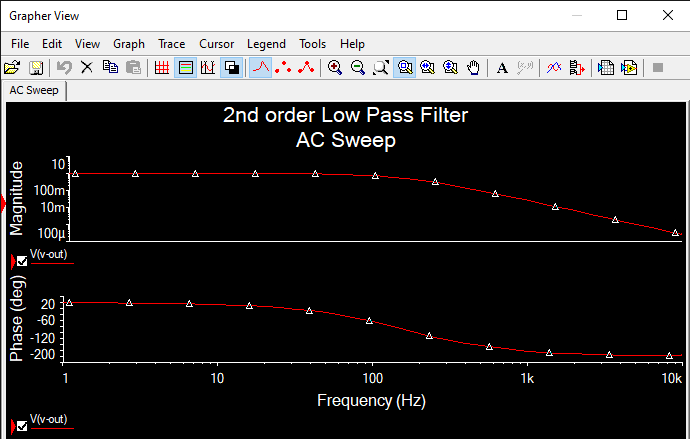 Grapher View
File Edit View Graph Trace Cursor Legend Tools Help
AC Sweep
2nd order Low Pass Filter
AC Sweep
Magnitude
10
100m
10m
100µ
V(v-out)
Phase (deg)
20
-60
-120
-200
1 10 100 1k 10k
Frequency (Hz)
V(v-out)